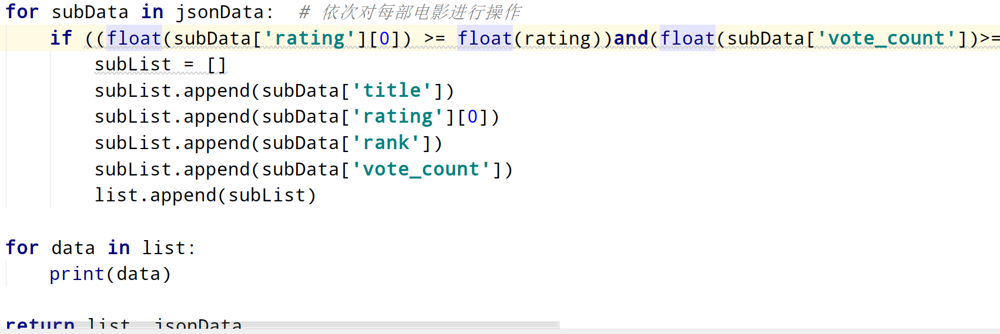 for subData in jsonData:  # 依次对每部电影进行操作
    if ((float(subData['rating'][0]) >= float(rating))and(float(subData['vote_count'])>=
        subList = []
        subList.append(subData['title'])
        subList.append(subData['rating'][0])
        subList.append(subData['rank'])
        subList.append(subData['vote_count'])
        list.append(subList)
for data in list:
    print(data)
return list, jsonData